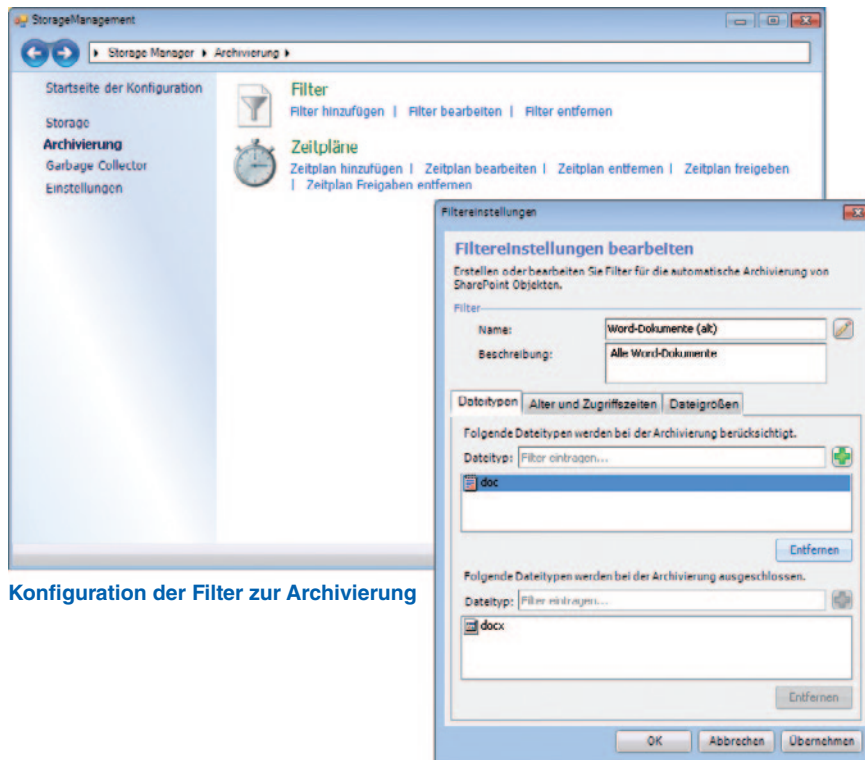 StorageManagement
Storage Manager Archivierung
Startseite der Konfiguration
Storage
Archivierung
Garbage Collector
Einstellungen
Filter
Filter hinzufügen | Filter bearbeiten | Filter entfernen
Zeitpläne
Zeitplan hinzufügen | Zeitplan bearbeiten | Zeitplan entfernen | Zeitplan freigeben
| Zeitplan Freigaben entfernen
Filtereinstellungen
Filtereinstellungen bearbeiten
Erstellen oder bearbeiten Sie Filter für die automatische Archivierung von
SharePoint Objekten.
Filter
Name: Word-Dokumente (alt)
Beschreibung: Alle Word-Dokumente
Dateitypen Alter und Zugriffszeiten Dateigrößen
Folgende Dateitypen werden bei der Archivierung berücksichtigt.
Dateityp: Filter eintragen...
doc
Entfernen
Folgende Dateitypen werden bei der Archivierung ausgeschlossen.
Dateityp: Filter eintragen...
docx
Entfernen
OK Abbrechen Übernehmen
Konfiguration der Filter zur Archivierung